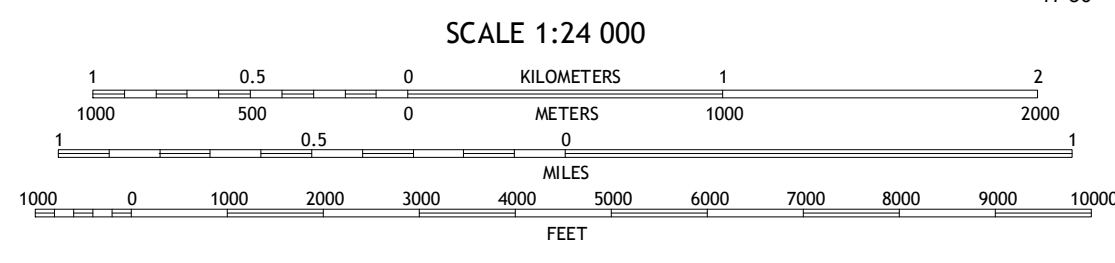 SCALE 1:24 000
1 0.5 0 KILOMETERS 1 2
1000 500 0 METERS 1000 2000
1 0.5 0 1
MILES
1000 0 1000 2000 3000 4000 5000 6000 7000 8000 9000 10000
FEET